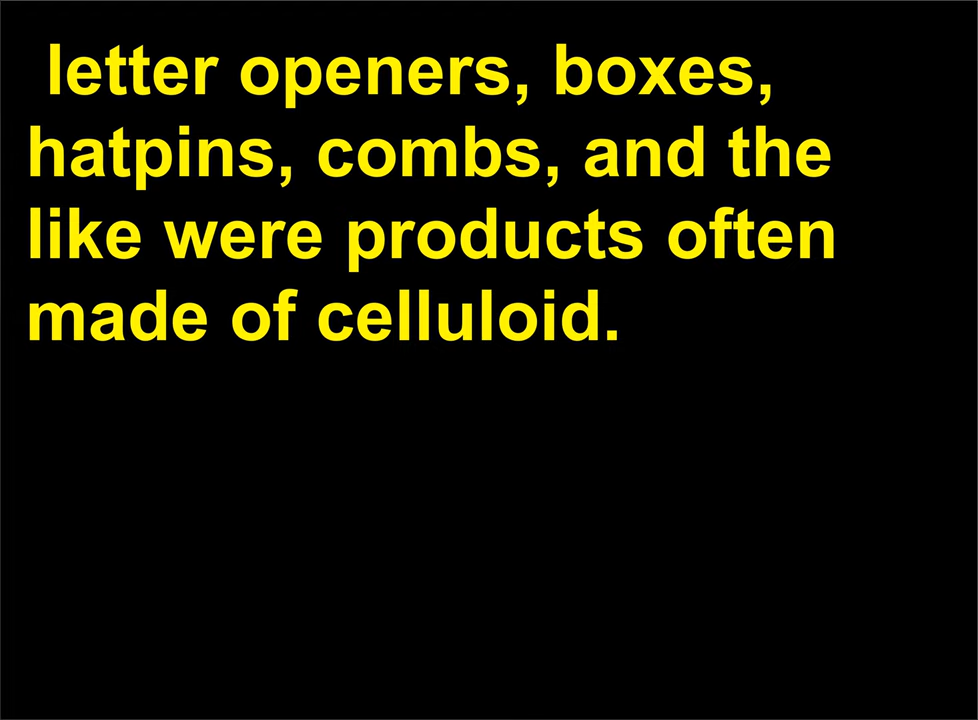 letter openers, boxes,
hatpins, combs, and the
like were products often
made of celluloid.